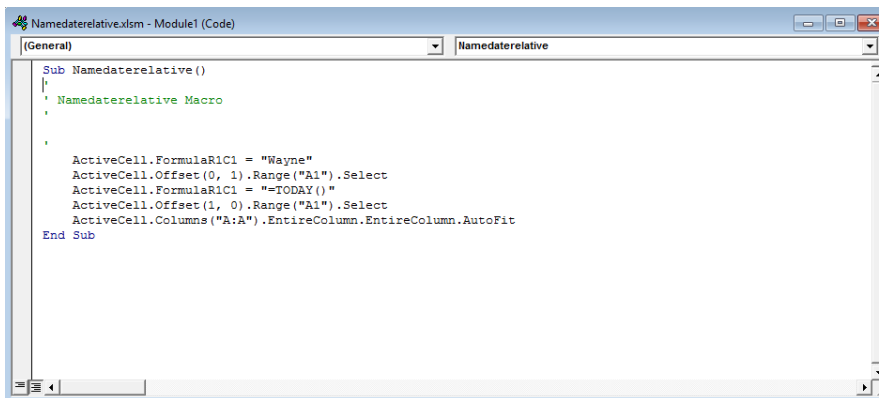 Namedaterelative.xlsm - Module1 (Code)
(General) Namedaterelative
Sub Namedaterelative()
'
' Namedaterelative Macro
'
'
ActiveCell.FormulaR1C1 = "Wayne"
ActiveCell.Offset(0, 1).Range("A1").Select
ActiveCell.FormulaR1C1 = "=TODAY()"
ActiveCell.Offset(1, 0).Range("A1").Select
ActiveCell.Columns("A:A").EntireColumn.EntireColumn.AutoFit
End Sub